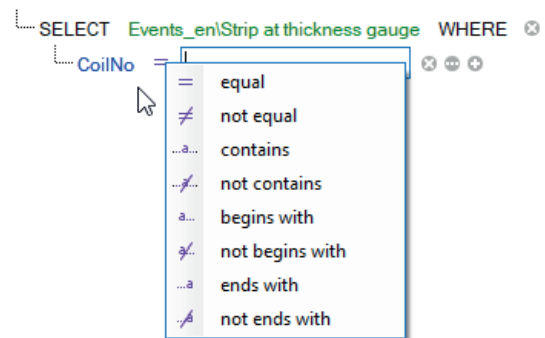 SELECT Events_en\Strip at thickness gauge WHERE
CoilNo =
= equal
≠ not equal
...a... contains
...a̸... not contains
a... begins with
a̸... not begins with
...a ends with
...a̸ not ends with